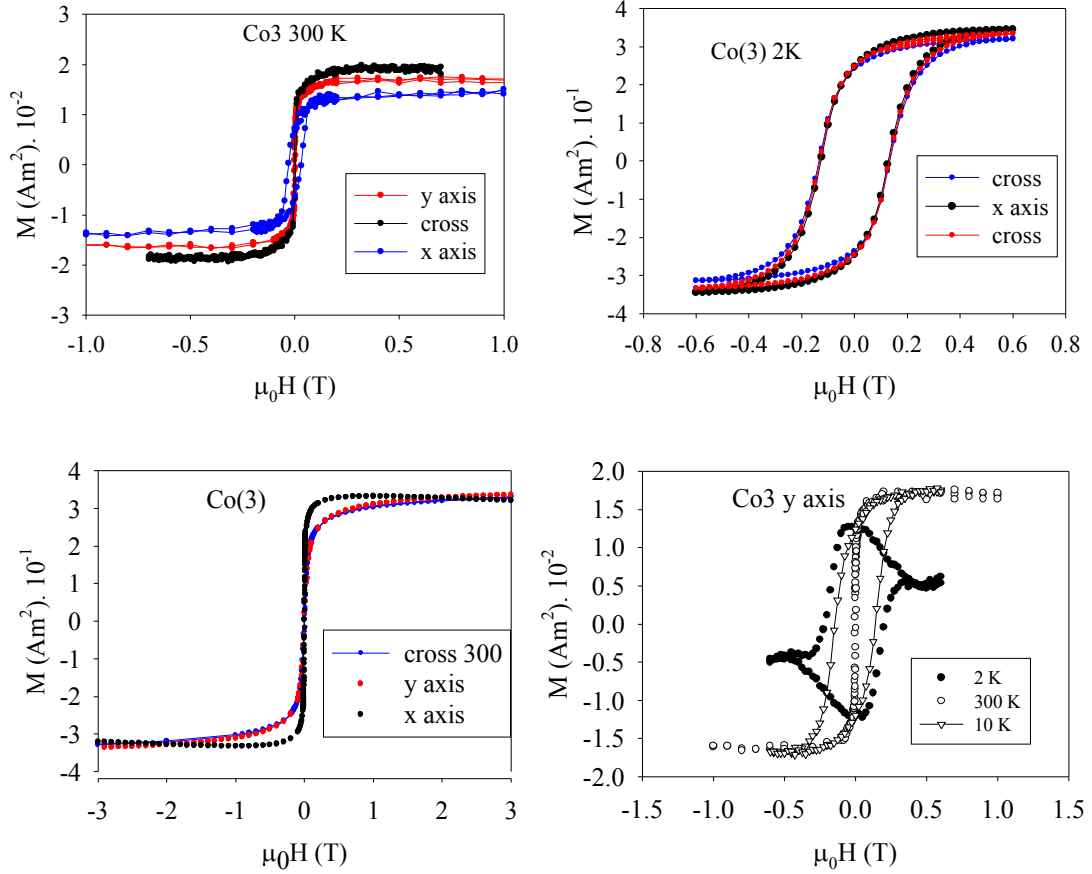 Co3 300 K
M (Am²). 10⁻²
3
2
1
0
-1
-2
-3
-1.0 -0.5 0.0 0.5 1.0
μ₀H (T)
y axis
cross
x axis
Co(3) 2K
M (Am²). 10⁻¹
4
3
2
1
0
-1
-2
-3
-4
-0.8 -0.6 -0.4 -0.2 0.0 0.2 0.4 0.6 0.8
μ₀H (T)
cross
x axis
cross
Co(3)
M (Am²). 10⁻¹
4
3
2
1
0
-1
-2
-3
-4
-3 -2 -1 0 1 2 3
μ₀H (T)
cross 300
y axis
x axis
Co3 y axis
M (Am²). 10⁻²
2.0
1.5
1.0
0.5
0.0
-0.5
-1.0
-1.5
-2.0
-1.5 -1.0 -0.5 0.0 0.5 1.0 1.5
μ₀H (T)
2 K
300 K
10 K